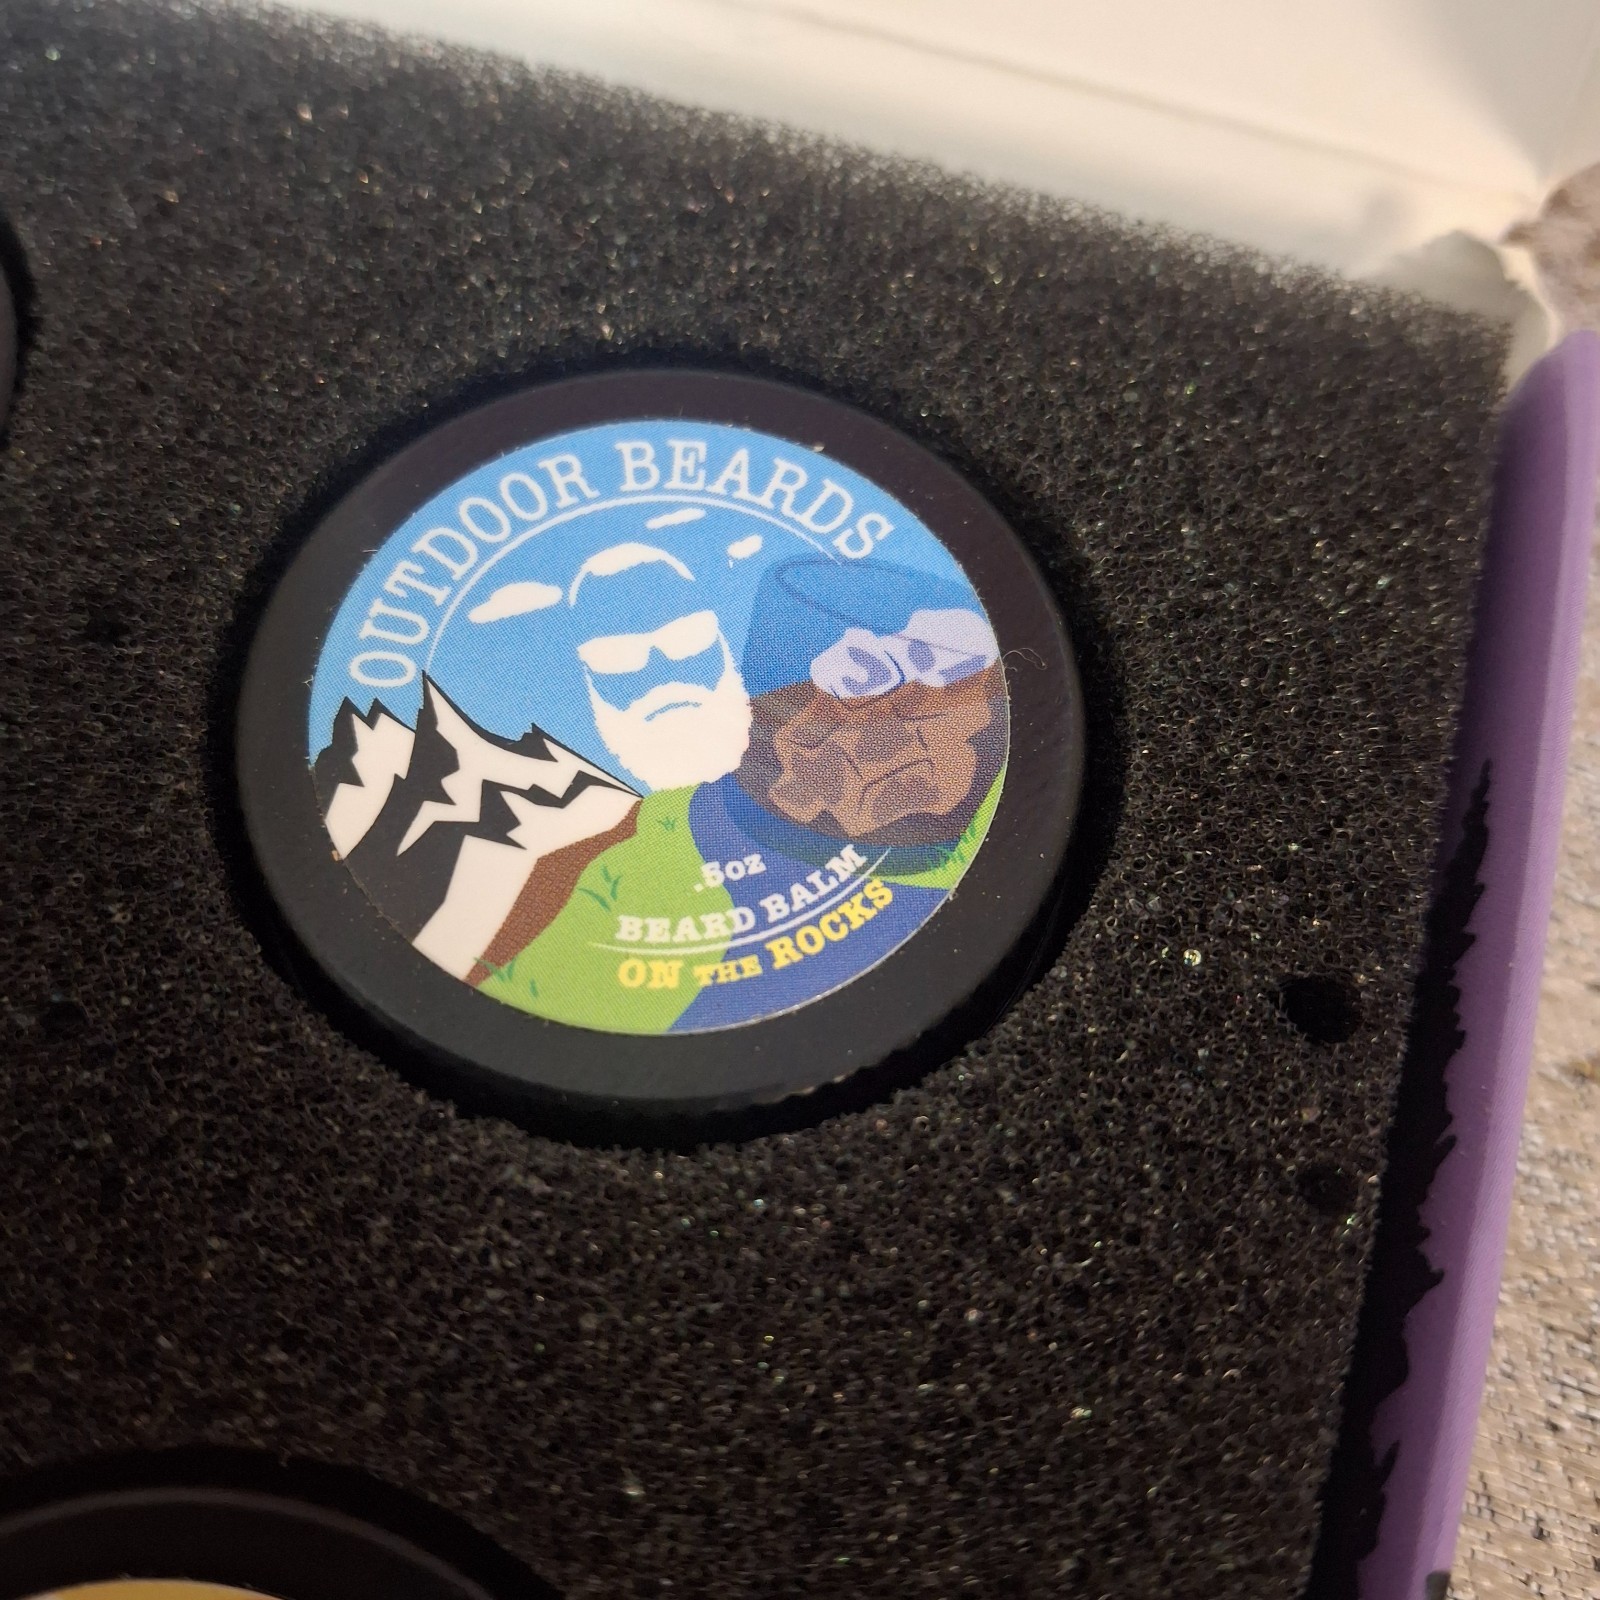 OUTDOOR BEARDS
.5oz
BEARD BALM
ON THE ROCKS